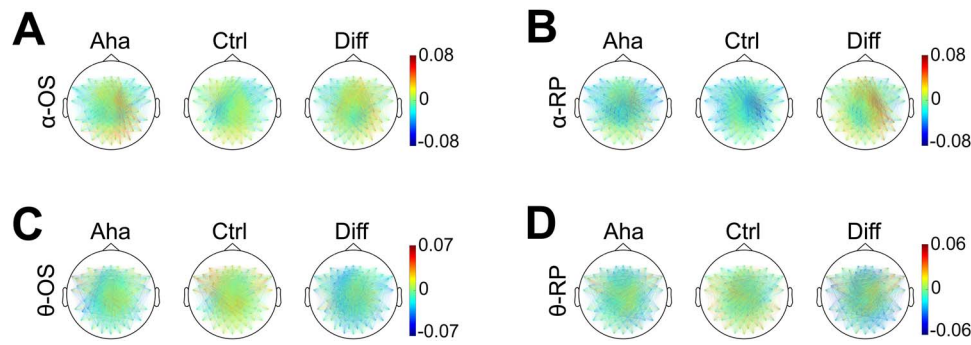 A
Aha Ctrl Diff
α-OS
0.08
0
-0.08
B
Aha Ctrl Diff
α-RP
0.08
0
-0.08
C
Aha Ctrl Diff
θ-OS
0.07
0
-0.07
D
Aha Ctrl Diff
θ-RP
0.06
0
-0.06